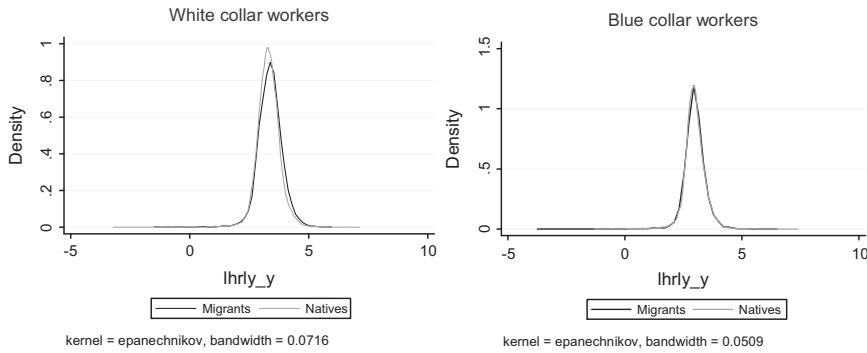 White collar workers
Density
1
.8
.6
.4
.2
0
-5
0
5
10
lhrly_y
Migrants
Natives
kernel = epanechnikov, bandwidth = 0.0716
Blue collar workers
Density
1.5
1
.5
0
-5
0
5
10
lhrly_y
Migrants
Natives
kernel = epanechnikov, bandwidth = 0.0509